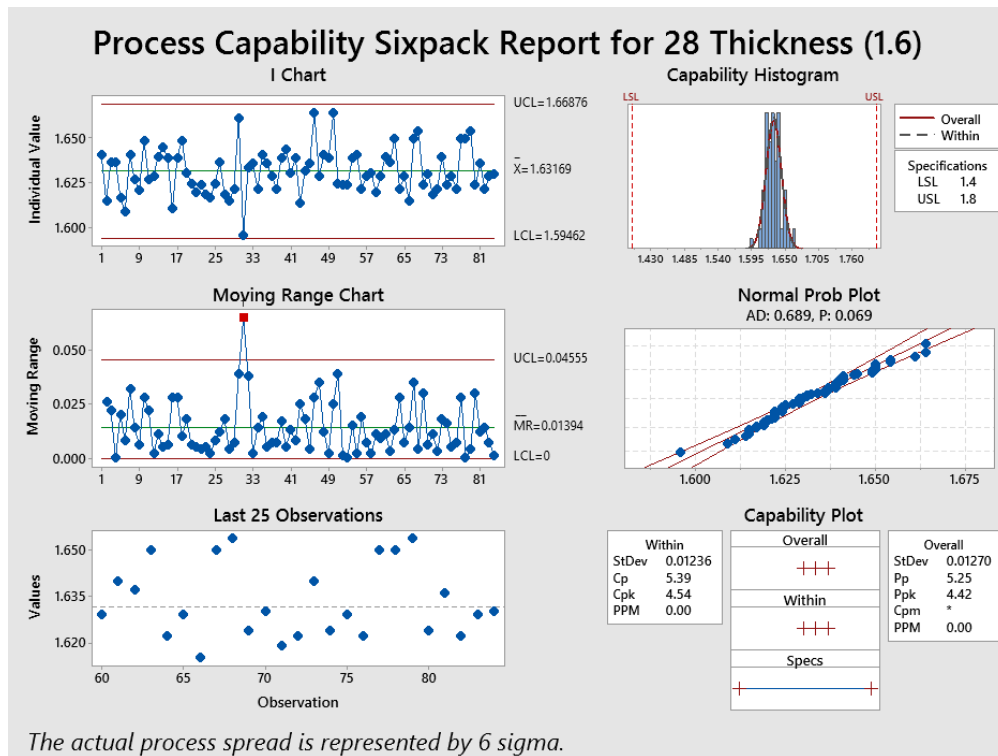 Process Capability Sixpack Report for 28 Thickness (1.6)
I Chart
Individual Value
1.650
1.625
1.600
UCL=1.66876
X=1.63169
LCL=1.59462
1 9 17 25 33 41 49 57 65 73 81
Capability Histogram
LSL USL
1.430 1.485 1.540 1.595 1.650 1.705 1.760
Overall
Within
Specifications
LSL 1.4
USL 1.8
Moving Range Chart
Moving Range
0.050
0.025
0.000
1
UCL=0.04555
MR=0.01394
LCL=0
1 9 17 25 33 41 49 57 65 73 81
Normal Prob Plot
AD: 0.689, P: 0.069
1.600 1.625 1.650 1.675
Last 25 Observations
Values
1.650
1.635
1.620
60 65 70 75 80
Observation
Capability Plot
Within
StDev 0.01236
Cp 5.39
Cpk 4.54
PPM 0.00
Overall
Within
Specs
Overall
StDev 0.01270
Pp 5.25
Ppk 4.42
Cpm *
PPM 0.00
The actual process spread is represented by 6 sigma.